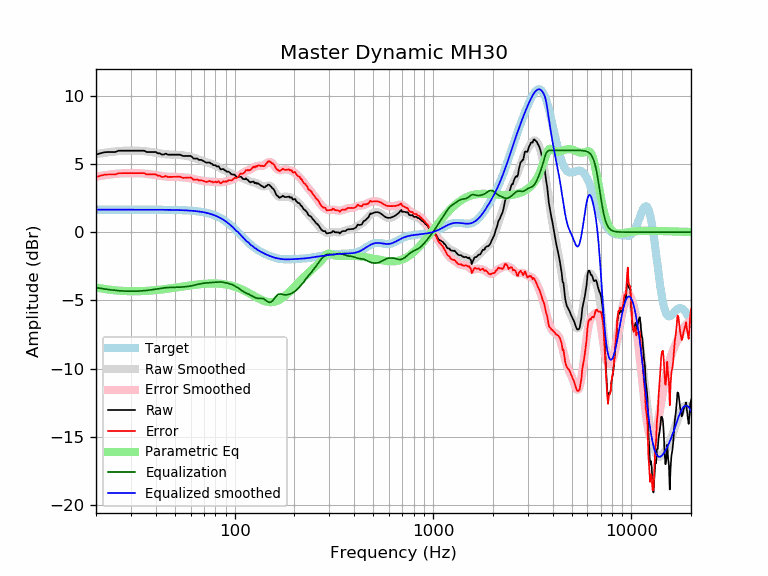 Master Dynamic MH30
10
5
0
−5
−10
−15
−20
Amplitude (dBr)
Target
Raw Smoothed
Error Smoothed
Raw
Error
Parametric Eq
Equalization
Equalized smoothed
100 1000 10000
Frequency (Hz)